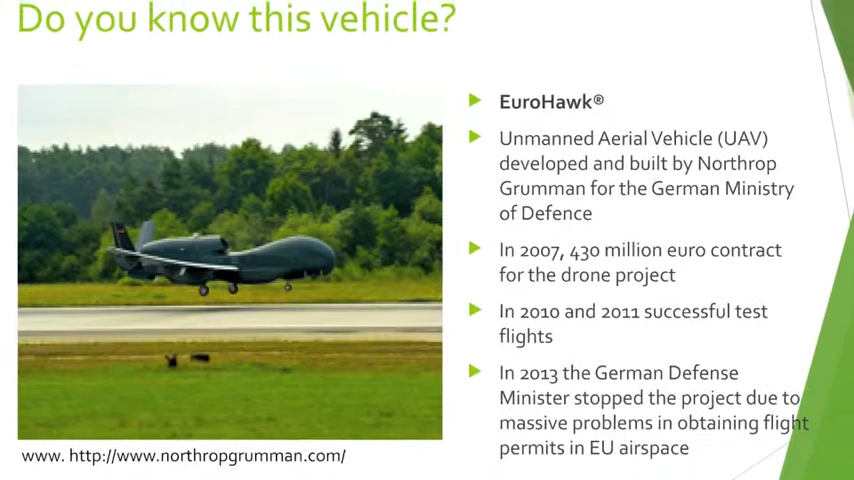 Do you know this vehicle?
EuroHawk®
Unmanned Aerial Vehicle (UAV)
developed and built by Northrop
Grumman for the German Ministry
of Defence
In 2007, 430 million euro contract
for the drone project
In 2010 and 2011 successful test
flights
In 2013 the German Defense
Minister stopped the project due to
massive problems in obtaining flight
permits in EU airspace
www. http://www.northropgrumman.com/